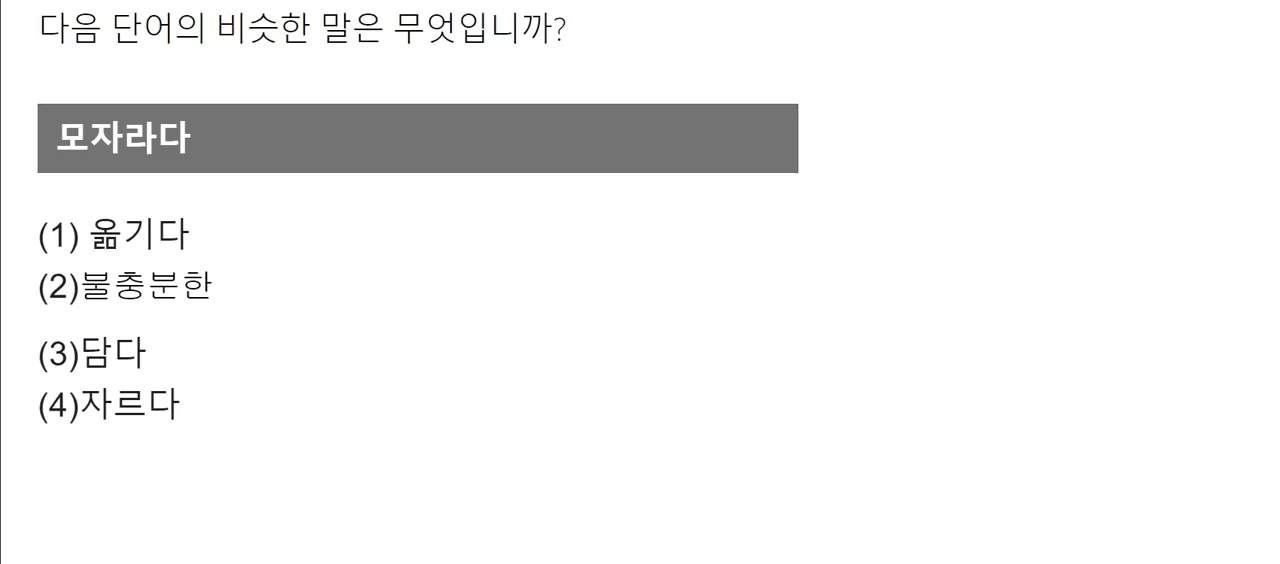 다음 단어의 비슷한 말은 무엇입니까?
모자라다
(1) 옮기다
(2)불충분한
(3)담다
(4)자르다